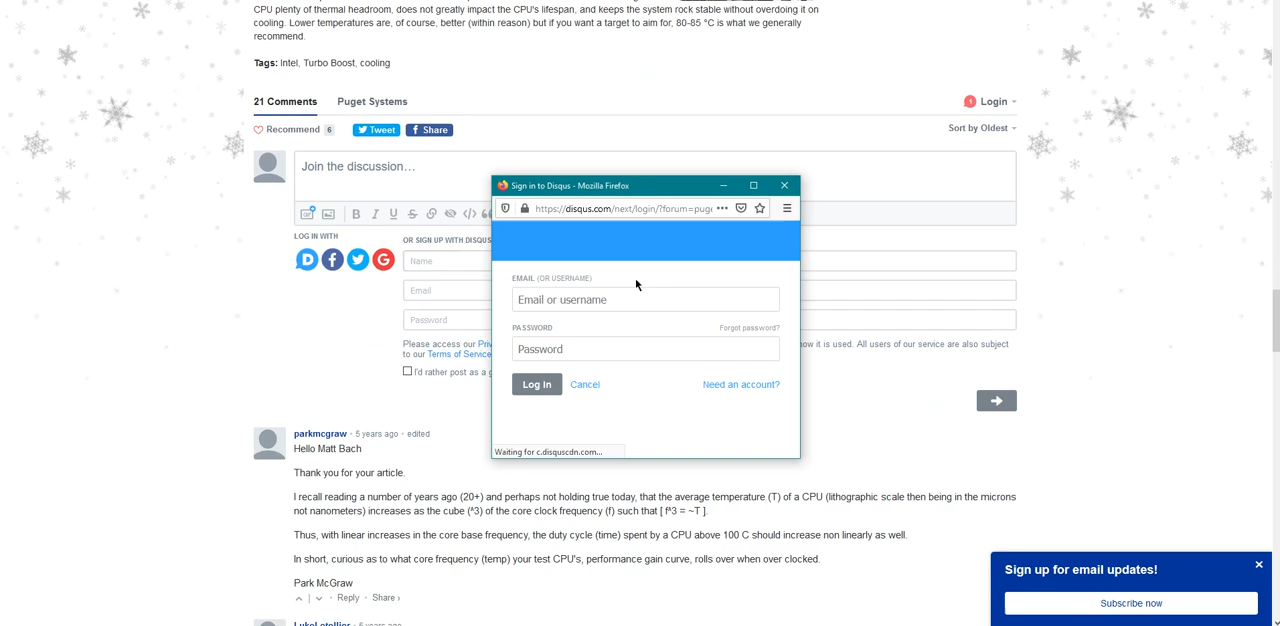 CPU plenty of thermal headroom, does not greatly impact the CPU's lifespan, and keeps the system rock stable without overdoing it on
cooling. Lower temperatures are, of course, better (within reason) but if you want a target to aim for, 80-85 °C is what we generally
recommend.
Tags: Intel, Turbo Boost, cooling
21 Comments Puget Systems 1 Login
Recommend 6 Tweet f Share Sort by Oldest
Join the discussion…
GIF B I U S </>
LOG IN WITH
OR SIGN UP WITH DISQUS
D f G
Name
Email
Password
Please access our Priv
now it is used. All users of our service are also subject
to our Terms of Service
I'd rather post as a g
Sign in to Disqus - Mozilla Firefox
https://disqus.com/next/login/?forum=puge
EMAIL (OR USERNAME)
Email or username
PASSWORD Forgot password?
Password
Log In Cancel Need an account?
Waiting for c.disquscdn.com...
parkmcgraw • 5 years ago • edited
Hello Matt Bach
Thank you for your article.
I recall reading a number of years ago (20+) and perhaps not holding true today, that the average temperature (T) of a CPU (lithographic scale then being in the microns
not nanometers) increases as the cube (^3) of the core clock frequency (f) such that [ f^3 = ~T ].
Thus, with linear increases in the core base frequency, the duty cycle (time) spent by a CPU above 100 C should increase non linearly as well.
In short, curious as to what core frequency (temp) your test CPU's, performance gain curve, rolls over when over clocked.
Park McGraw
Reply • Share ›
LukeLetellier • 5 years ago
Sign up for email updates!
Subscribe now